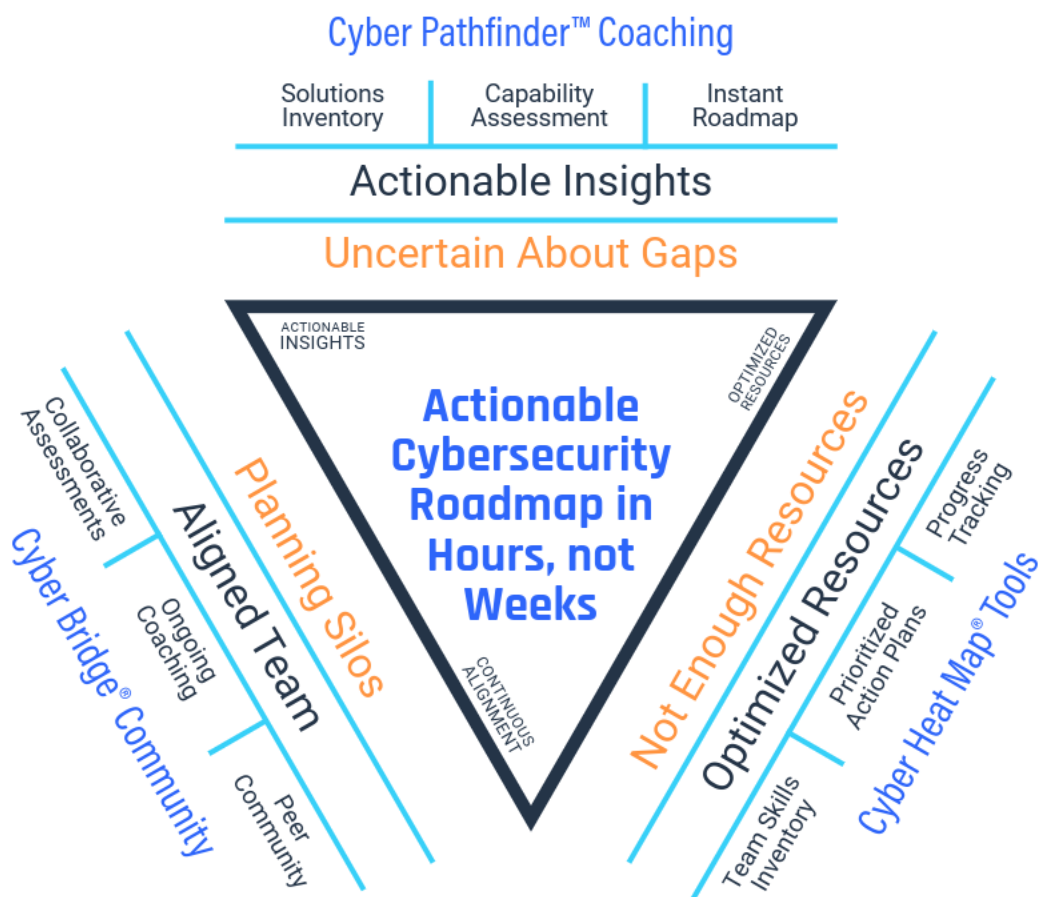 Cyber Pathfinder™ Coaching
Solutions
Inventory
Capability
Assessment
Instant
Roadmap
Actionable Insights
Uncertain About Gaps
ACTIONABLE
INSIGHTS
OPTIMIZED
RESOURCES
CONTINUOUS
ALIGNMENT
Actionable
Cybersecurity
Roadmap in
Hours, not
Weeks
Planning Silos
Aligned Team
Collaborative
Assessments
Ongoing
Coaching
Peer
Community
Cyber Bridge® Community
Not Enough Resources
Optimized Resources
Progress
Tracking
Prioritized
Action Plans
Team Skills
Inventory
Cyber Heat Map® Tools